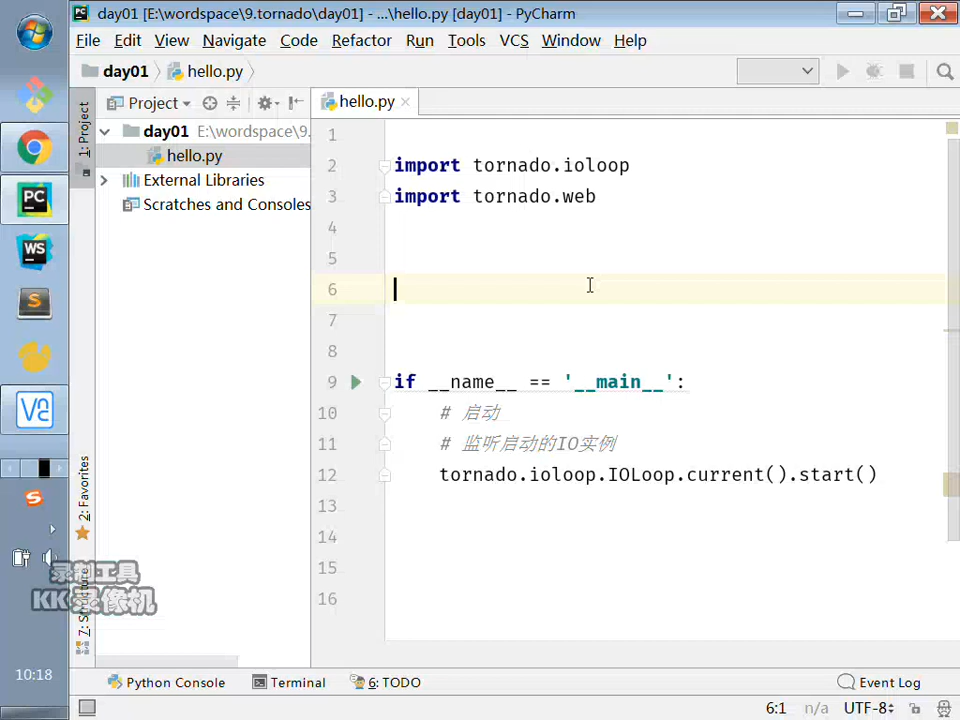 day01 [E:\wordspace\9.tornado\day01] - ...\hello.py [day01] - PyCharm
File Edit View Navigate Code Refactor Run Tools VCS Window Help
day01 hello.py
1: Project
Project
hello.py
day01 E:\wordspace\9.
hello.py
External Libraries
Scratches and Consoles
1
2 import tornado.ioloop
3 import tornado.web
4
5
6
7
8
9 if __name__ == '__main__':
10 # 启动
11 # 监听启动的IO实例
12 tornado.ioloop.IOLoop.current().start()
13
14
15
16
2: Favorites
7: Structure
PC
WS
S
S
录制工具
KK录像机
10:18
Python Console Terminal 6: TODO Event Log
6:1 n/a UTF-8